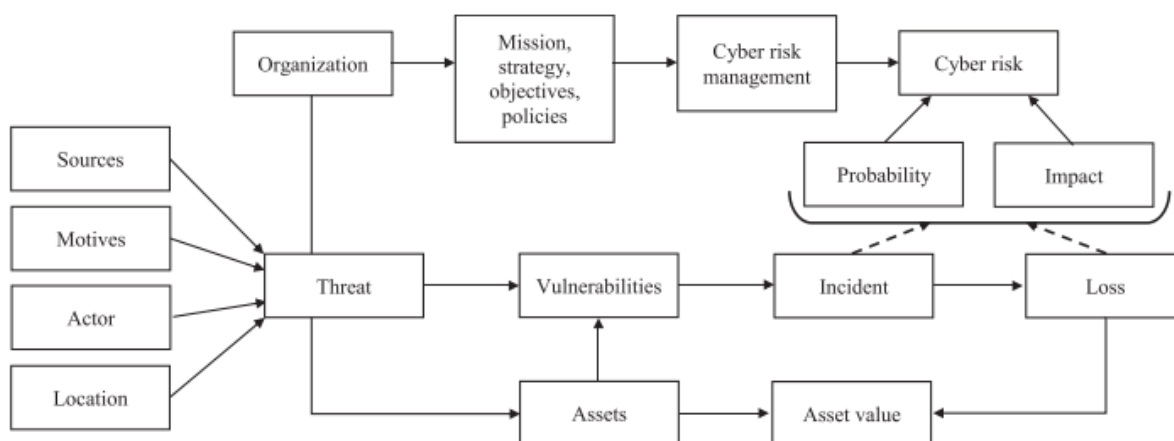 Organization
Mission,
strategy,
objectives,
policies
Cyber risk
management
Cyber risk
Sources
Probability
Impact
Motives
Threat
Vulnerabilities
Incident
Loss
Actor
Location
Assets
Asset value